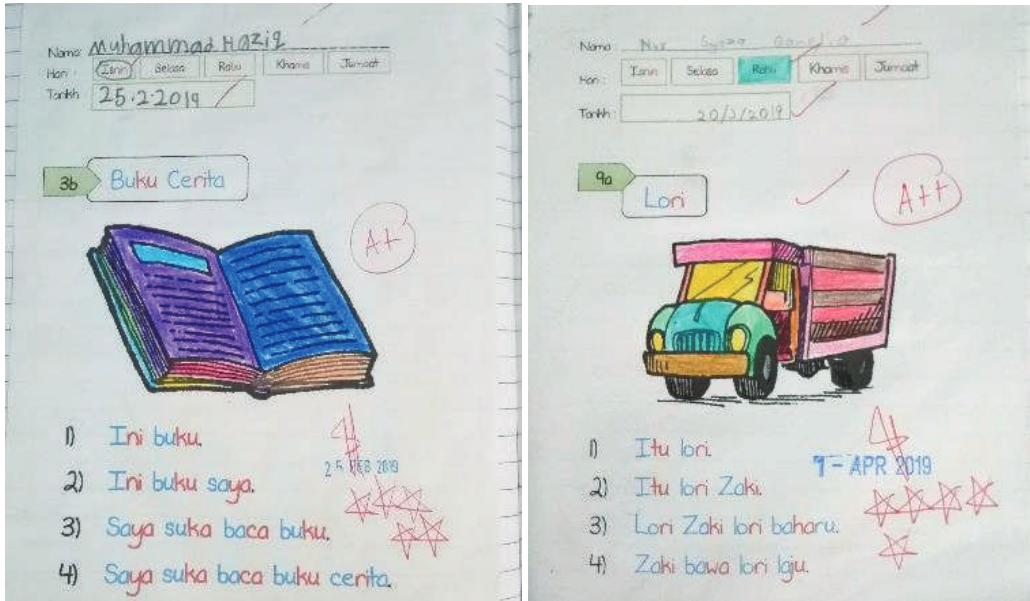 Nama: Muhammad Haziq
Hari: Isnin Selasa Rabu Khamis Jumaat
Tarikh: 25.2.2019
3b Buku Cerita
A+
1) Ini buku.
25 FEB 2019
2) Ini buku saya.
3) Saya suka baca buku.
4) Saya suka baca buku cerita.
Nama: Nur
Hari: Isnin Selasa Rabu Khamis Jumaat
Tarikh: 20/3/2019
9a Lori
A++
1) Itu lori.
1 - APR 2019
2) Itu lori Zaki.
3) Lori Zaki lori baharu.
4) Zaki bawa lori laju.